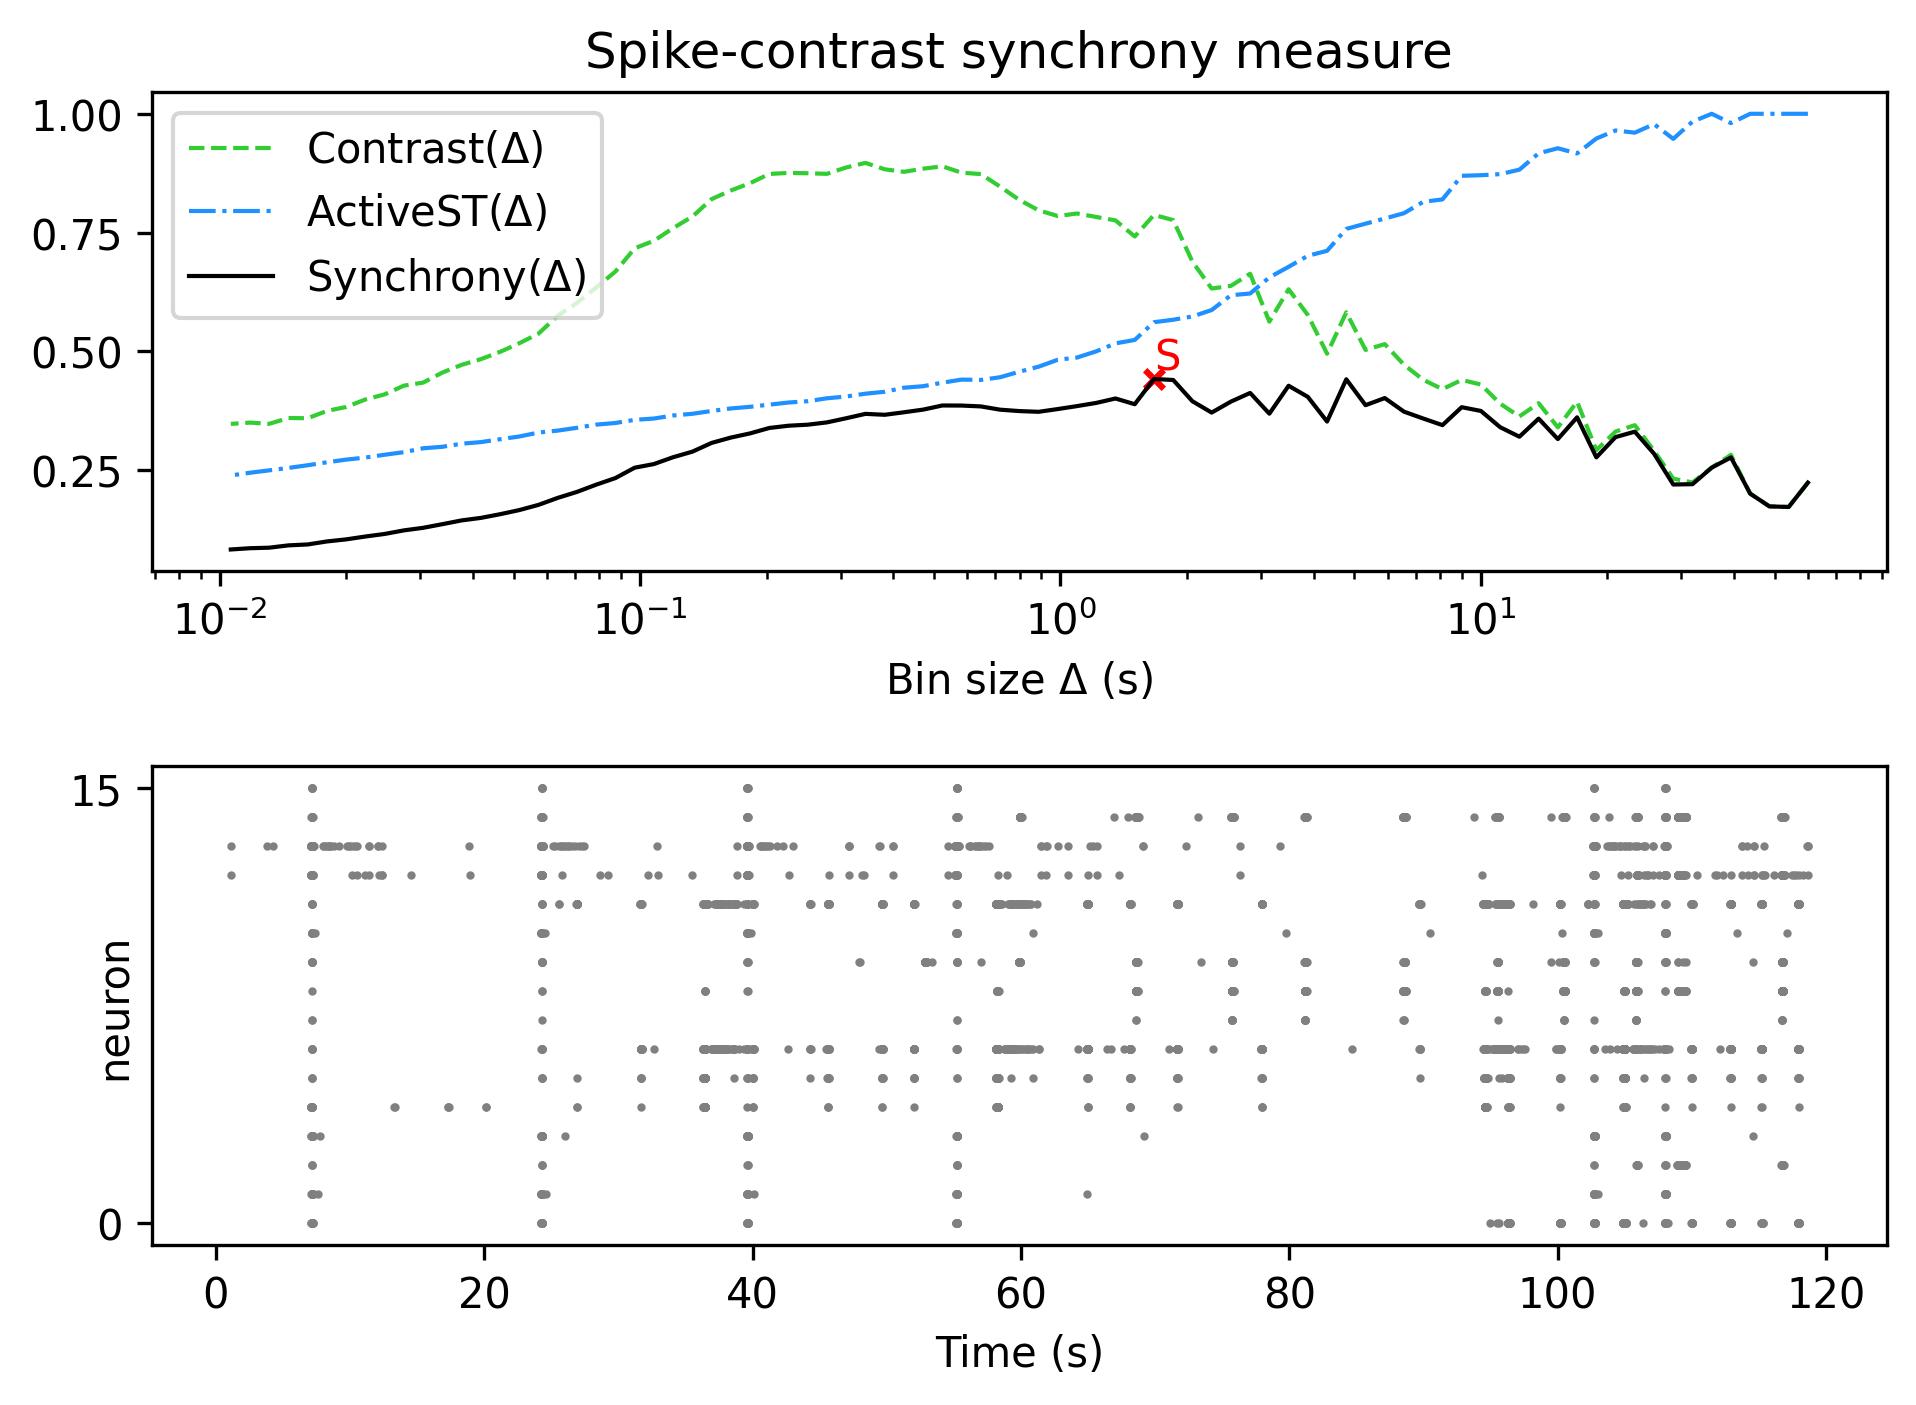 Spike-contrast synchrony measure
1.00
0.75
0.50
0.25
Contrast(Δ)
ActiveST(Δ)
Synchrony(Δ)
S
10⁻² 10⁻¹ 10⁰ 10¹
Bin size Δ (s)
15
0
neuron
0 20 40 60 80 100 120
Time (s)